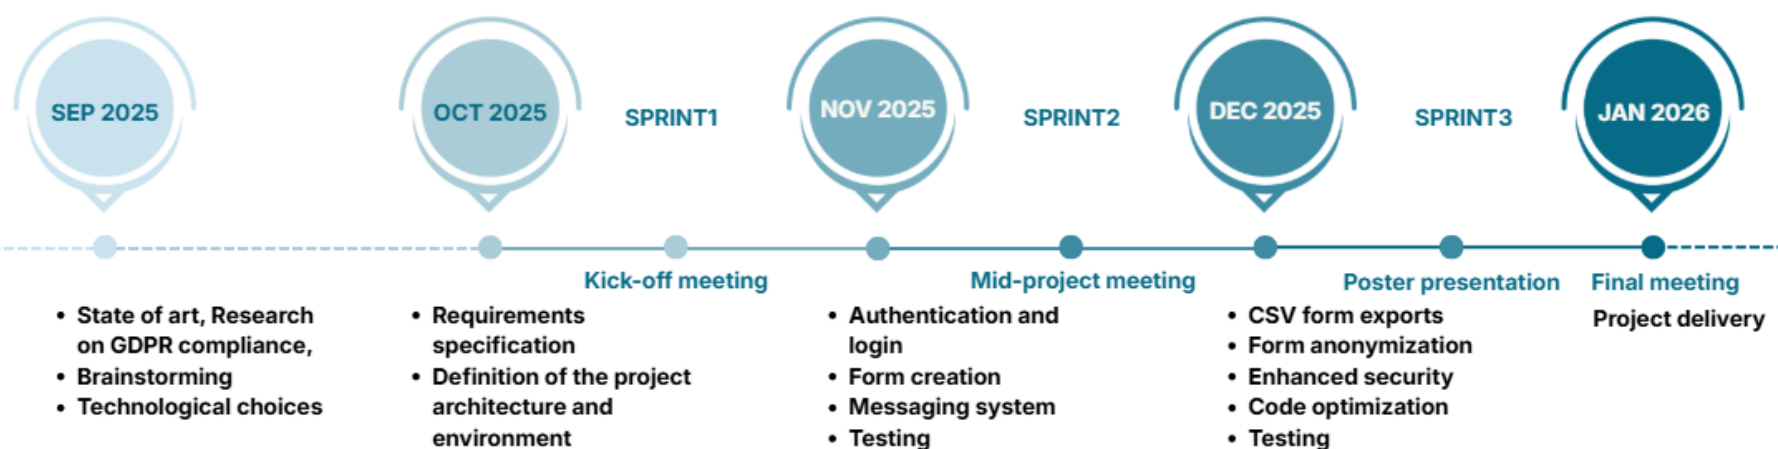 SEP 2025
OCT 2025
SPRINT1
NOV 2025
SPRINT2
DEC 2025
SPRINT3
JAN 2026
Kick-off meeting
Mid-project meeting
Poster presentation
Final meeting
• State of art, Research
on GDPR compliance,
• Brainstorming
• Technological choices
• Requirements
specification
• Definition of the project
architecture and
environment
• Authentication and
login
• Form creation
• Messaging system
• Testing
• CSV form exports
• Form anonymization
• Enhanced security
• Code optimization
• Testing
Project delivery